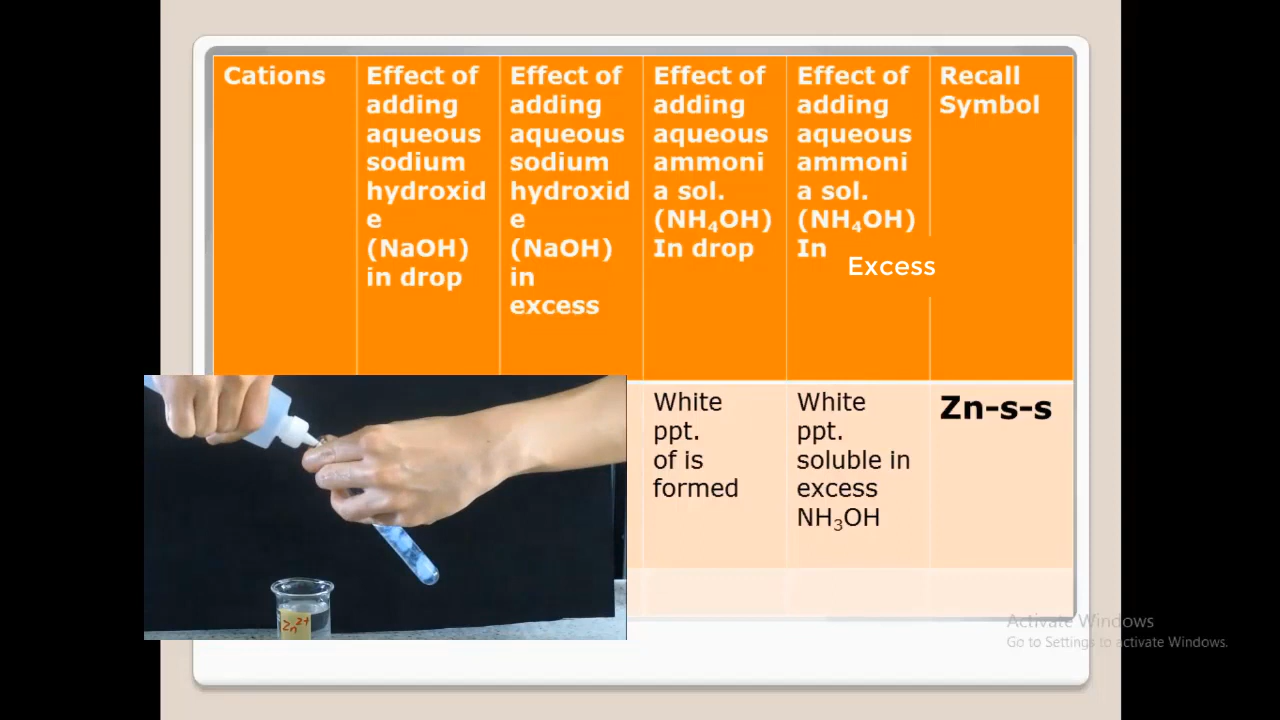 Cations
Effect of
adding
aqueous
sodium
hydroxid
e
(NaOH)
in drop
Effect of
adding
aqueous
sodium
hydroxid
e
(NaOH)
in
excess
Effect of
adding
aqueous
ammoni
a sol.
(NH₄OH)
In drop
Effect of
adding
aqueous
ammoni
a sol.
(NH₄OH)
In
Excess
Recall
Symbol
White
ppt.
of is
formed
White
ppt.
soluble in
excess
NH₃OH
Zn-s-s
Zn²⁺
Activate Windows
Go to Settings to activate Windows.